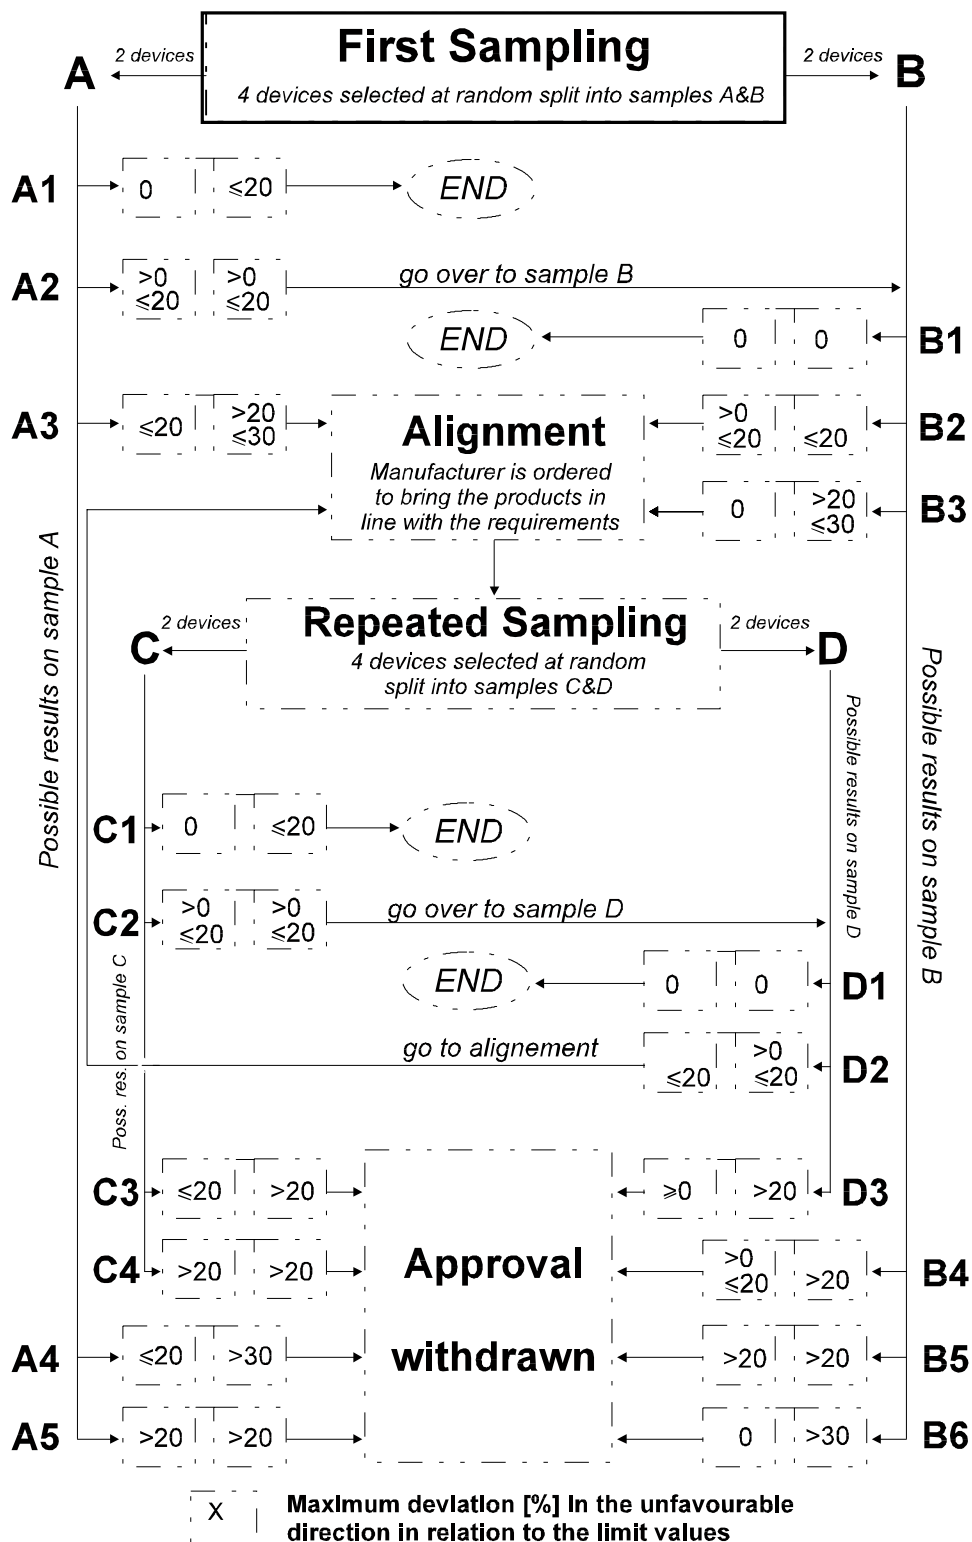 First Sampling
A
2 devices
2 devices
B
4 devices selected at random split into samples A&B
A1
0
≤20
END
A2
>0
≤20
>0
≤20
go over to sample B
END
0
0
B1
A3
≤20
>20
≤30
Alignment
Manufacturer is ordered
to bring the products in
line with the requirements
>0
≤20
≤20
B2
0
>20
≤30
B3
Possible results on sample A
Repeated Sampling
C
2 devices
2 devices
D
4 devices selected at random
split into samples C&D
Possible results on sample D
Possible results on sample B
C1
0
≤20
END
C2
>0
≤20
>0
≤20
go over to sample D
Poss. res. on sample C
END
0
0
D1
go to alignement
≤20
>0
≤20
D2
C3
≤20
>20
≥0
>20
D3
C4
>20
>20
Approval
withdrawn
>0
≤20
>20
B4
A4
≤20
>30
>20
>20
B5
A5
>20
>20
0
>30
B6
X
Maximum deviation [%] In the unfavourable
direction in relation to the limit values